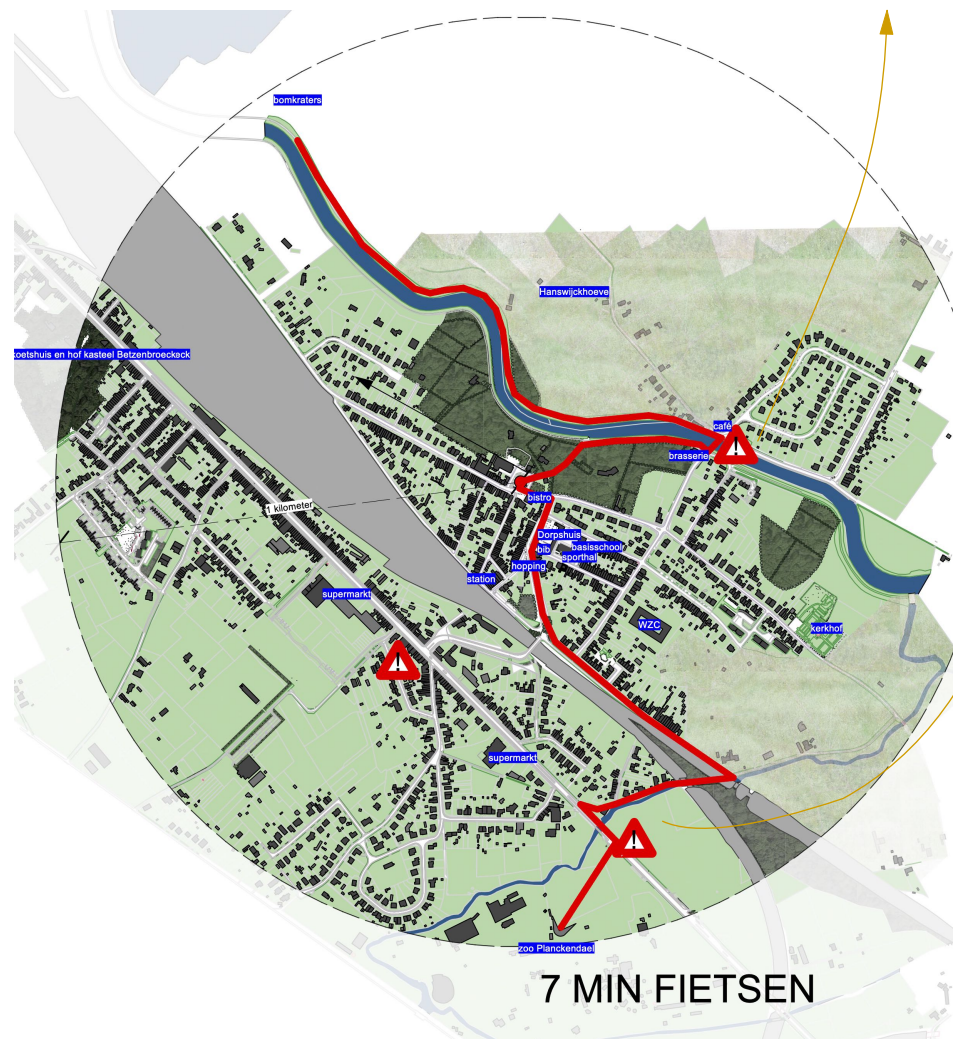 bomkraters
Hanswijckhoeve
koetshuis en hof kasteel Betzenbroeckeck
café
brasserie
bistro
1 kilometer
Dorpshuis
bib
basisschool
sporthal
hopping
station
supermarkt
WZC
kerkhof
supermarkt
zoo Planckendael
7 MIN FIETSEN